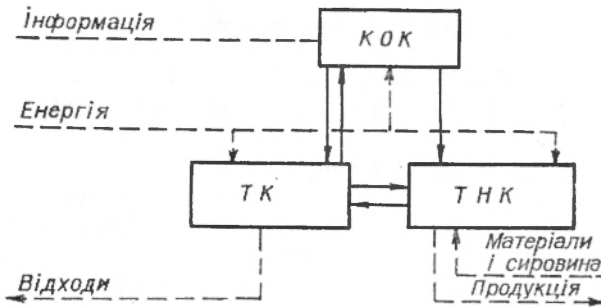 інформація
КОК
Енергія
ТК
ТНК
Матеріали
і сировина
Відходи
Продукція